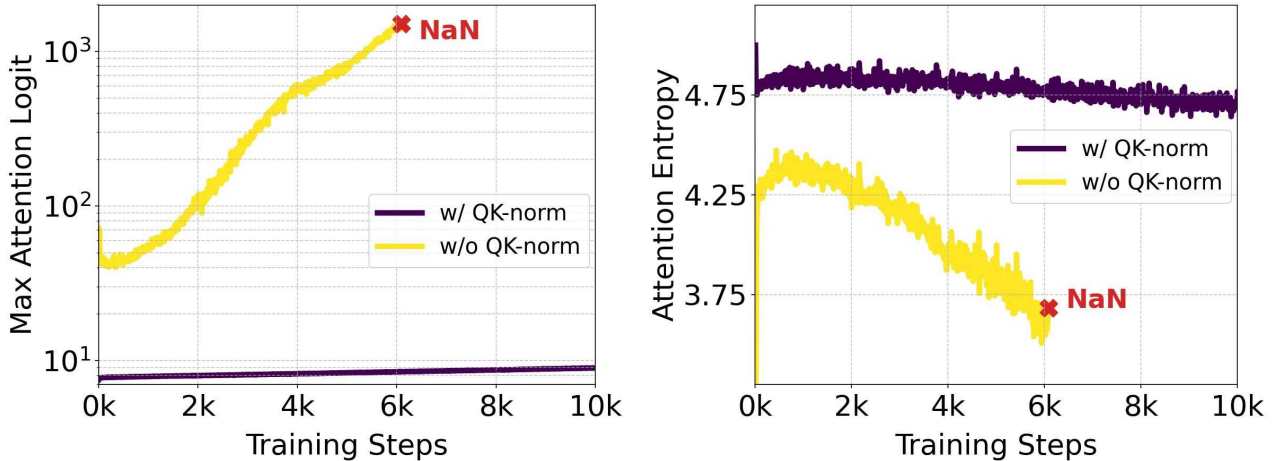 Max Attention Logit
10³
10²
10¹
NaN
w/ QK-norm
w/o QK-norm
0k 2k 4k 6k 8k 10k
Training Steps
Attention Entropy
4.75
4.25
3.75
w/ QK-norm
w/o QK-norm
NaN
0k 2k 4k 6k 8k 10k
Training Steps